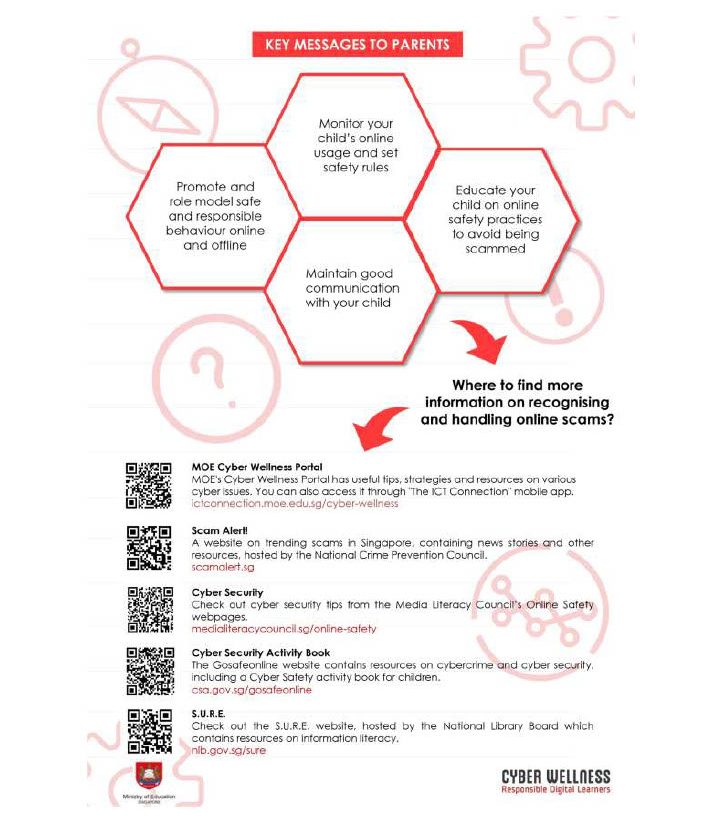 KEY MESSAGES TO PARENTS
Monitor your
child's online
usage and set
safety rules
Promote and
role model safe
and responsible
behaviour online
and offline
Educate your
child on online
safety practices
to avoid being
scammed
Maintain good
communication
with your child
Where to find more
information on recognising
and handling online scams?
MOE Cyber Wellness Portal
MOE's Cyber Wellness Portal has useful tips, strategies and resources on various
cyber issues. You can also access it through 'The ICT Connection' mobile app.
ictconnection.moe.edu.sg/cyber-wellness
Scam Alert!
A website on trending scams in Singapore, containing news stories and other
resources, hosted by the National Crime Prevention Council.
scamalert.sg
Cyber Security
Check out cyber security tips from the Media Literacy Council's Online Safety
webpages.
medialiteracycouncil.sg/online-safety
Cyber Security Activity Book
The Gosafeonline website contains resources on cybercrime and cyber security,
including a Cyber Safety activity book for children.
csa.gov.sg/gosafeonline
S.U.R.E.
Check out the S.U.R.E. website, hosted by the National Library Board which
contains resources on information literacy.
nlb.gov.sg/sure
Ministry of Education
SINGAPORE
CYBER WELLNESS
Responsible Digital Learners